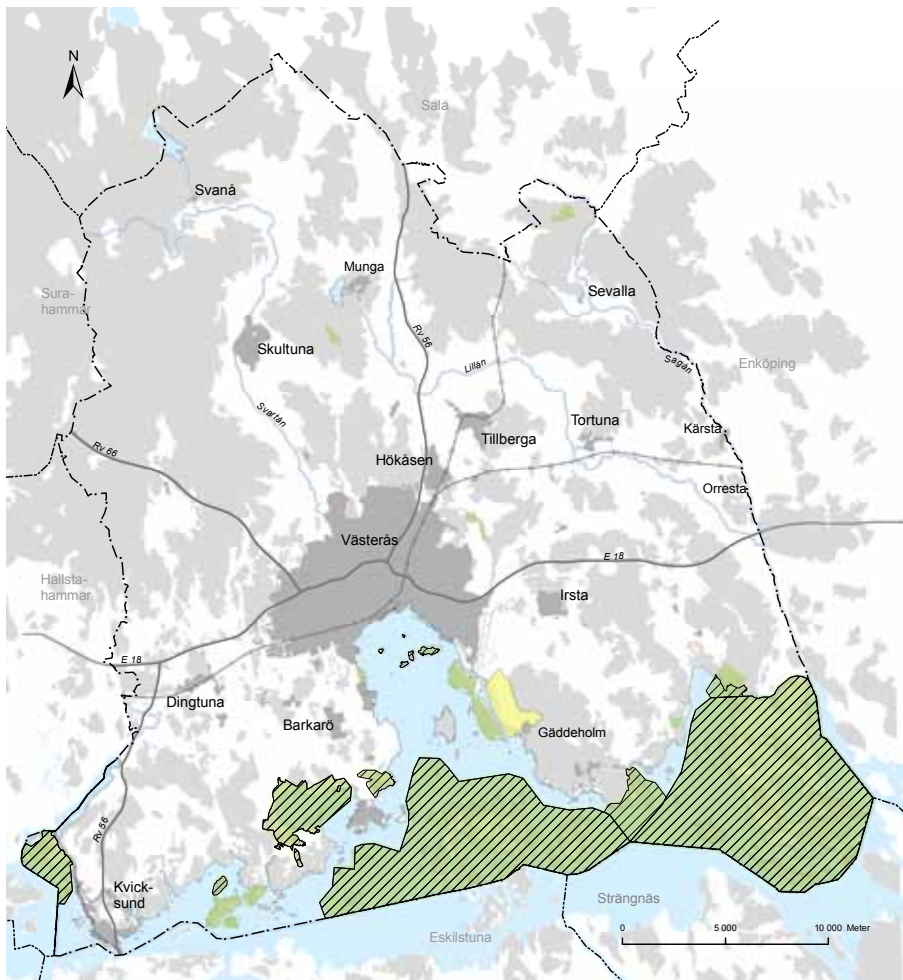 N
Sala
Svanå
Munga
Sevalla
Sura-
hammar
Rv 56
Skultuna
Lillån
Sagån
Enköping
Svartån
Tortuna
Kärsta
Tillberga
Rv 66
Hökåsen
Orresta
Västerås
E 18
Hallsta-
hammar
Irsta
E 18
Dingtuna
Barkarö
Gäddeholm
Rv 56
Kvick-
sund
Strängnäs
Eskilstuna
0 5 000 10 000 Meter